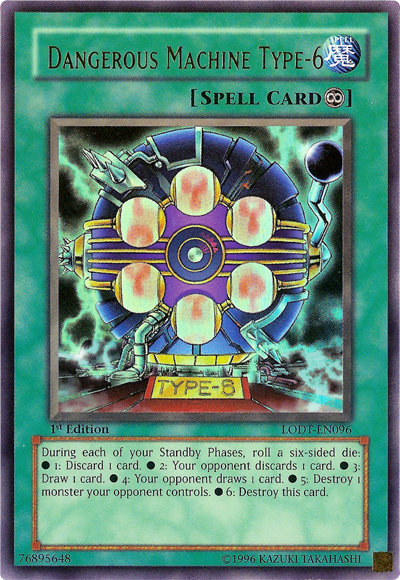 DANGEROUS MACHINE TYPE-6
SPELL
魔
[SPELL CARD]
TYPE-6
1st Edition
LODT-EN096
During each of your Standby Phases, roll a six-sided die:
● 1: Discard 1 card. ● 2: Your opponent discards 1 card. ● 3:
Draw 1 card. ● 4: Your opponent draws 1 card. ● 5: Destroy 1
monster your opponent controls. ● 6: Destroy this card.
76895648
©1996 KAZUKI TAKAHASHI